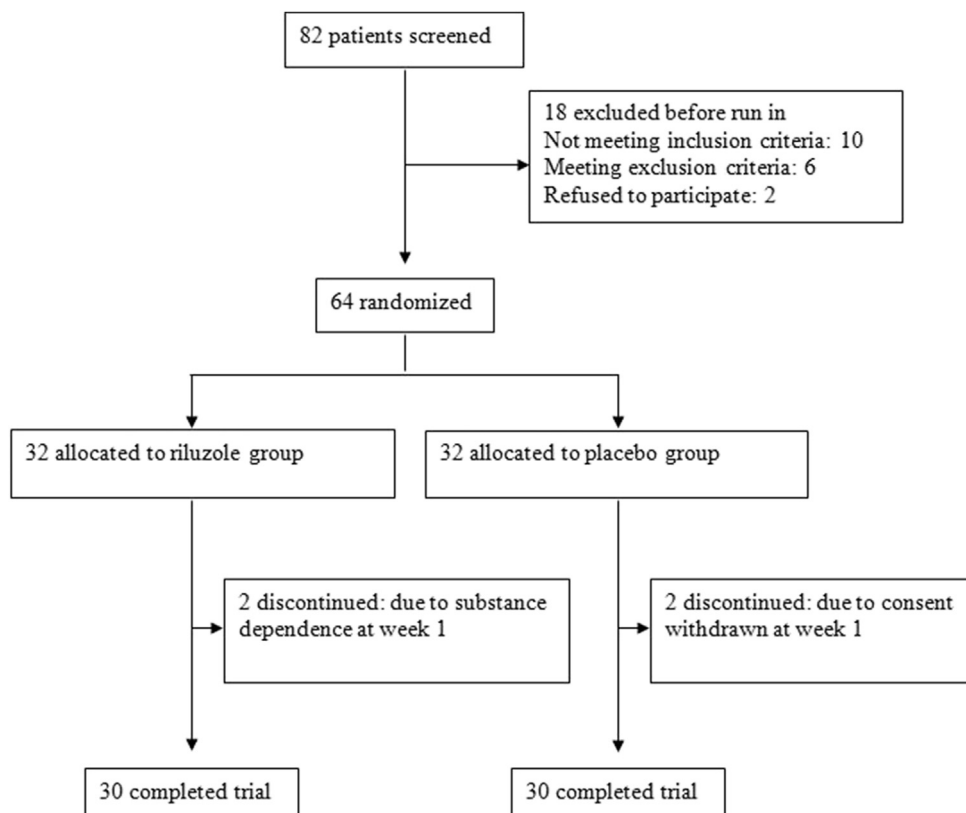 82 patients screened
18 excluded before run in
Not meeting inclusion criteria: 10
Meeting exclusion criteria: 6
Refused to participate: 2
64 randomized
32 allocated to riluzole group
32 allocated to placebo group
2 discontinued: due to substance
dependence at week 1
2 discontinued: due to consent
withdrawn at week 1
30 completed trial
30 completed trial